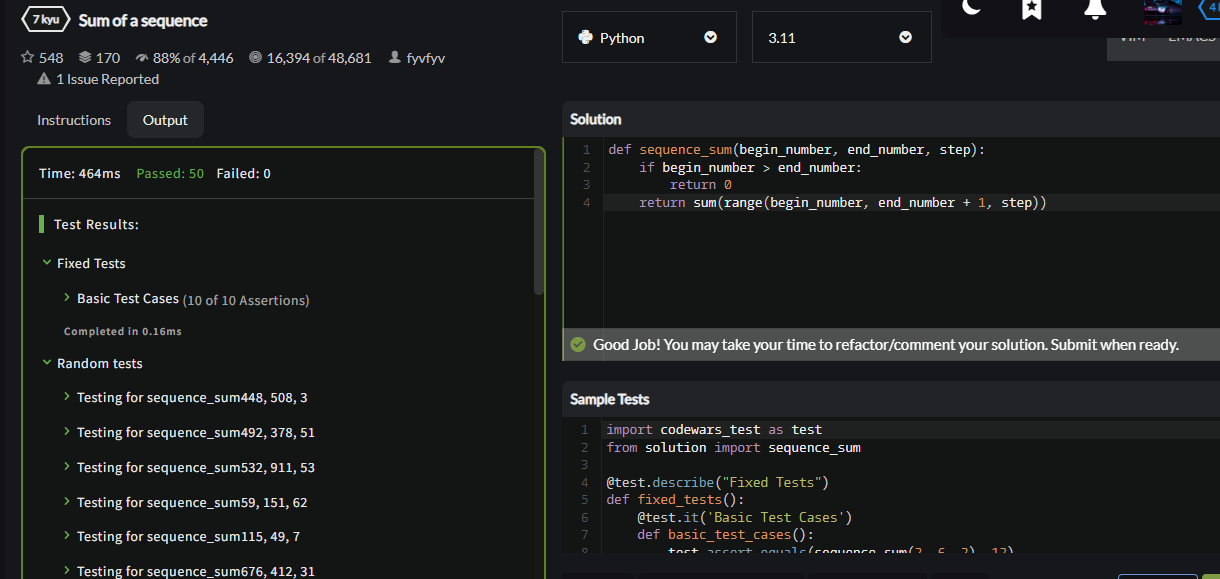 7 kyu Sum of a sequence
548 170 88% of 4,446 16,394 of 48,681 fyvfyv
1 Issue Reported
Python 3.11
VIM EMACS
Instructions Output
Time: 464ms Passed: 50 Failed: 0
Test Results:
Fixed Tests
Basic Test Cases (10 of 10 Assertions)
Completed in 0.16ms
Random tests
Testing for sequence_sum448, 508, 3
Testing for sequence_sum492, 378, 51
Testing for sequence_sum532, 911, 53
Testing for sequence_sum59, 151, 62
Testing for sequence_sum115, 49, 7
Testing for sequence_sum676, 412, 31
Solution
1 def sequence_sum(begin_number, end_number, step):
2 if begin_number > end_number:
3 return 0
4 return sum(range(begin_number, end_number + 1, step))
Good Job! You may take your time to refactor/comment your solution. Submit when ready.
Sample Tests
1 import codewars_test as test
2 from solution import sequence_sum
3
4 @test.describe("Fixed Tests")
5 def fixed_tests():
6 @test.it('Basic Test Cases')
7 def basic_test_cases():
8 test.assert_equals(sequence_sum(2, 6, 2), 12)